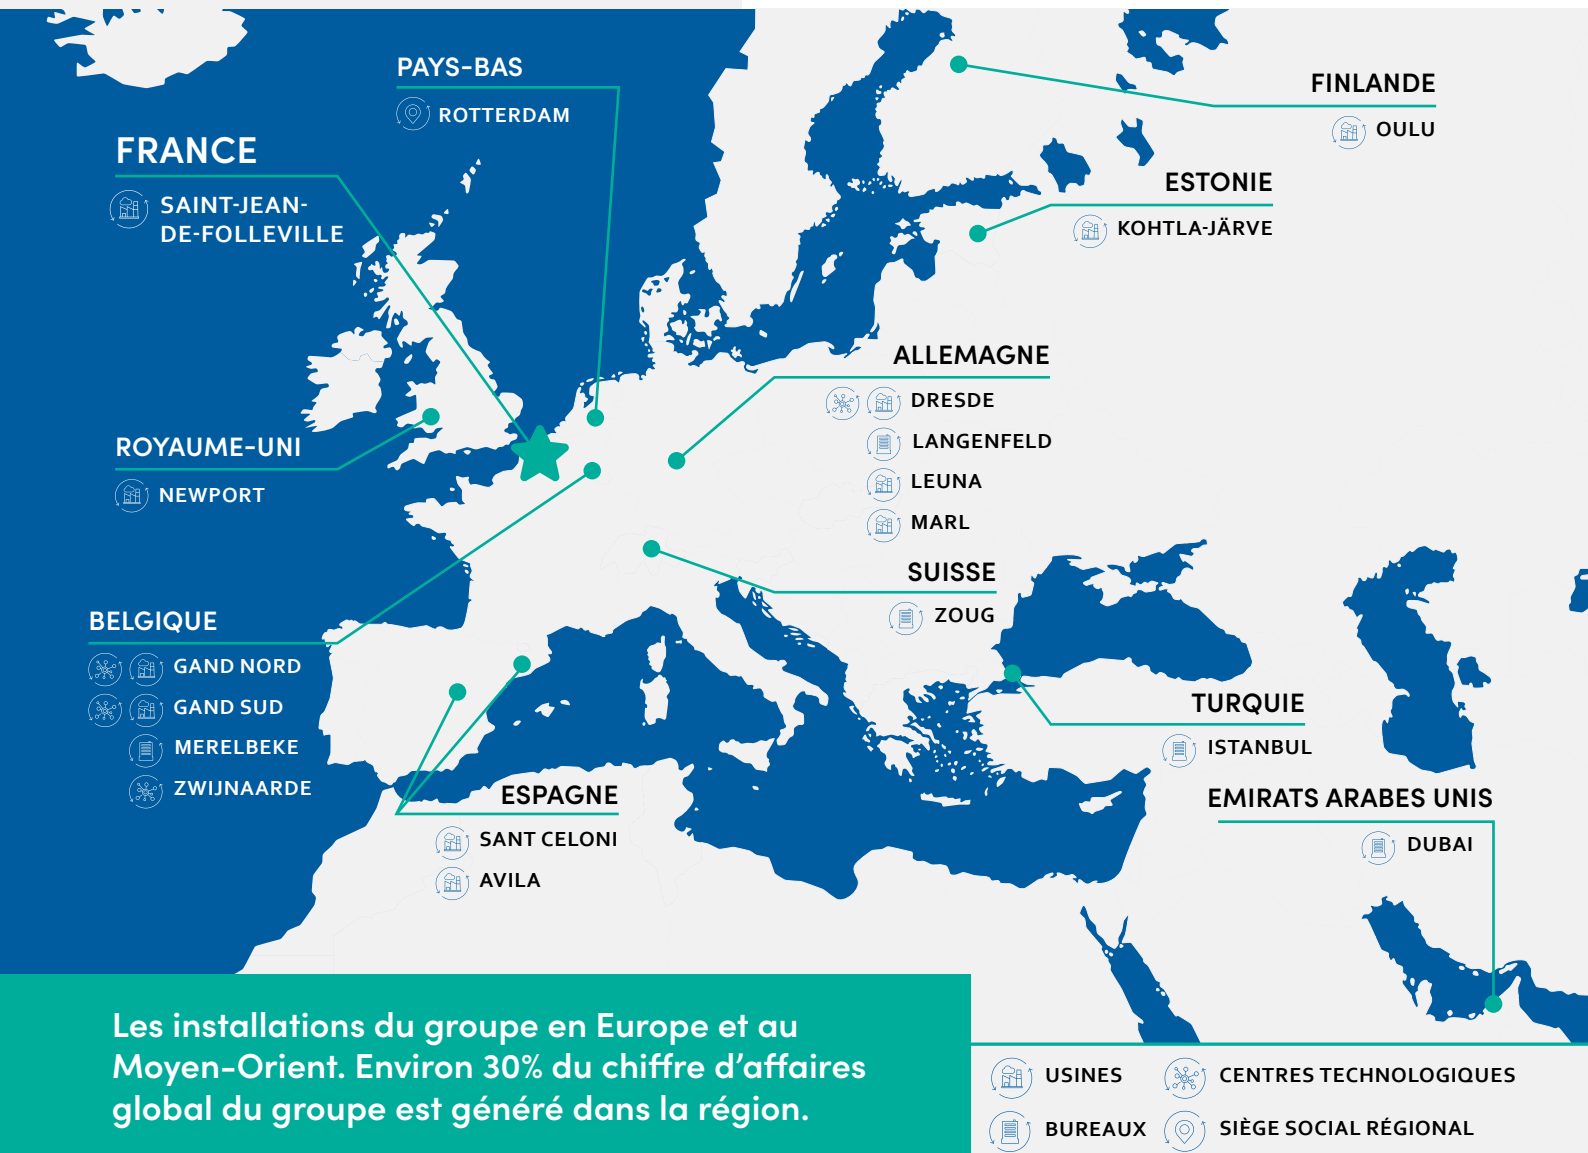 PAYS-BAS
ROTTERDAM
FRANCE
SAINT-JEAN-
DE-FOLLEVILLE
FINLANDE
OULU
ESTONIE
KOHTLA-JÄRVE
ALLEMAGNE
DRESDE
LANGENFELD
LEUNA
MARL
ROYAUME-UNI
NEWPORT
SUISSE
ZOUG
BELGIQUE
GAND NORD
GAND SUD
MERELBEKE
ZWIJNAARDE
TURQUIE
ISTANBUL
ESPAGNE
SANT CELONI
AVILA
EMIRATS ARABES UNIS
DUBAI
Les installations du groupe en Europe et au
Moyen-Orient. Environ 30% du chiffre d’affaires
global du groupe est généré dans la région.
USINES
CENTRES TECHNOLOGIQUES
BUREAUX
SIÈGE SOCIAL RÉGIONAL